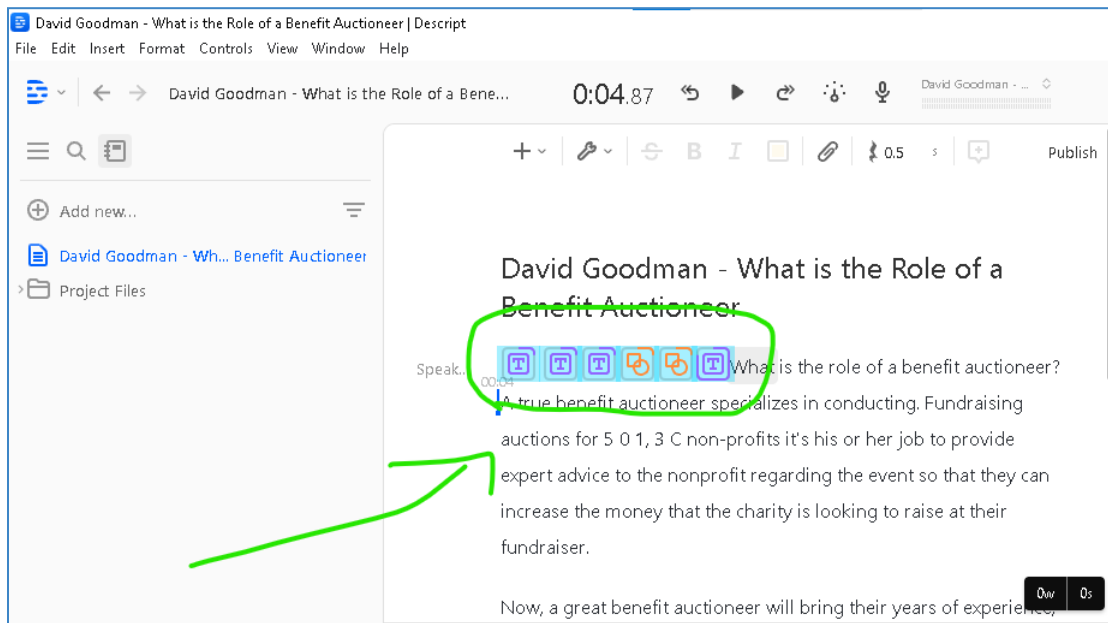 David Goodman - What is the Role of a Benefit Auctioneer | Descript
File Edit Insert Format Controls View Window Help
David Goodman - What is the Role of a Bene... 0:04.87 David Goodman - ...
+ S B I 0.5 s Publish
Add new...
David Goodman - Wh... Benefit Auctioneer
Project Files
David Goodman - What is the Role of a
Benefit Auctioneer
Speak... T T T T What is the role of a benefit auctioneer?
00:04
A true benefit auctioneer specializes in conducting. Fundraising
auctions for 5 0 1, 3 C non-profits it's his or her job to provide
expert advice to the nonprofit regarding the event so that they can
increase the money that the charity is looking to raise at their
fundraiser.
Now, a great benefit auctioneer will bring their years of experience,
0w 0s